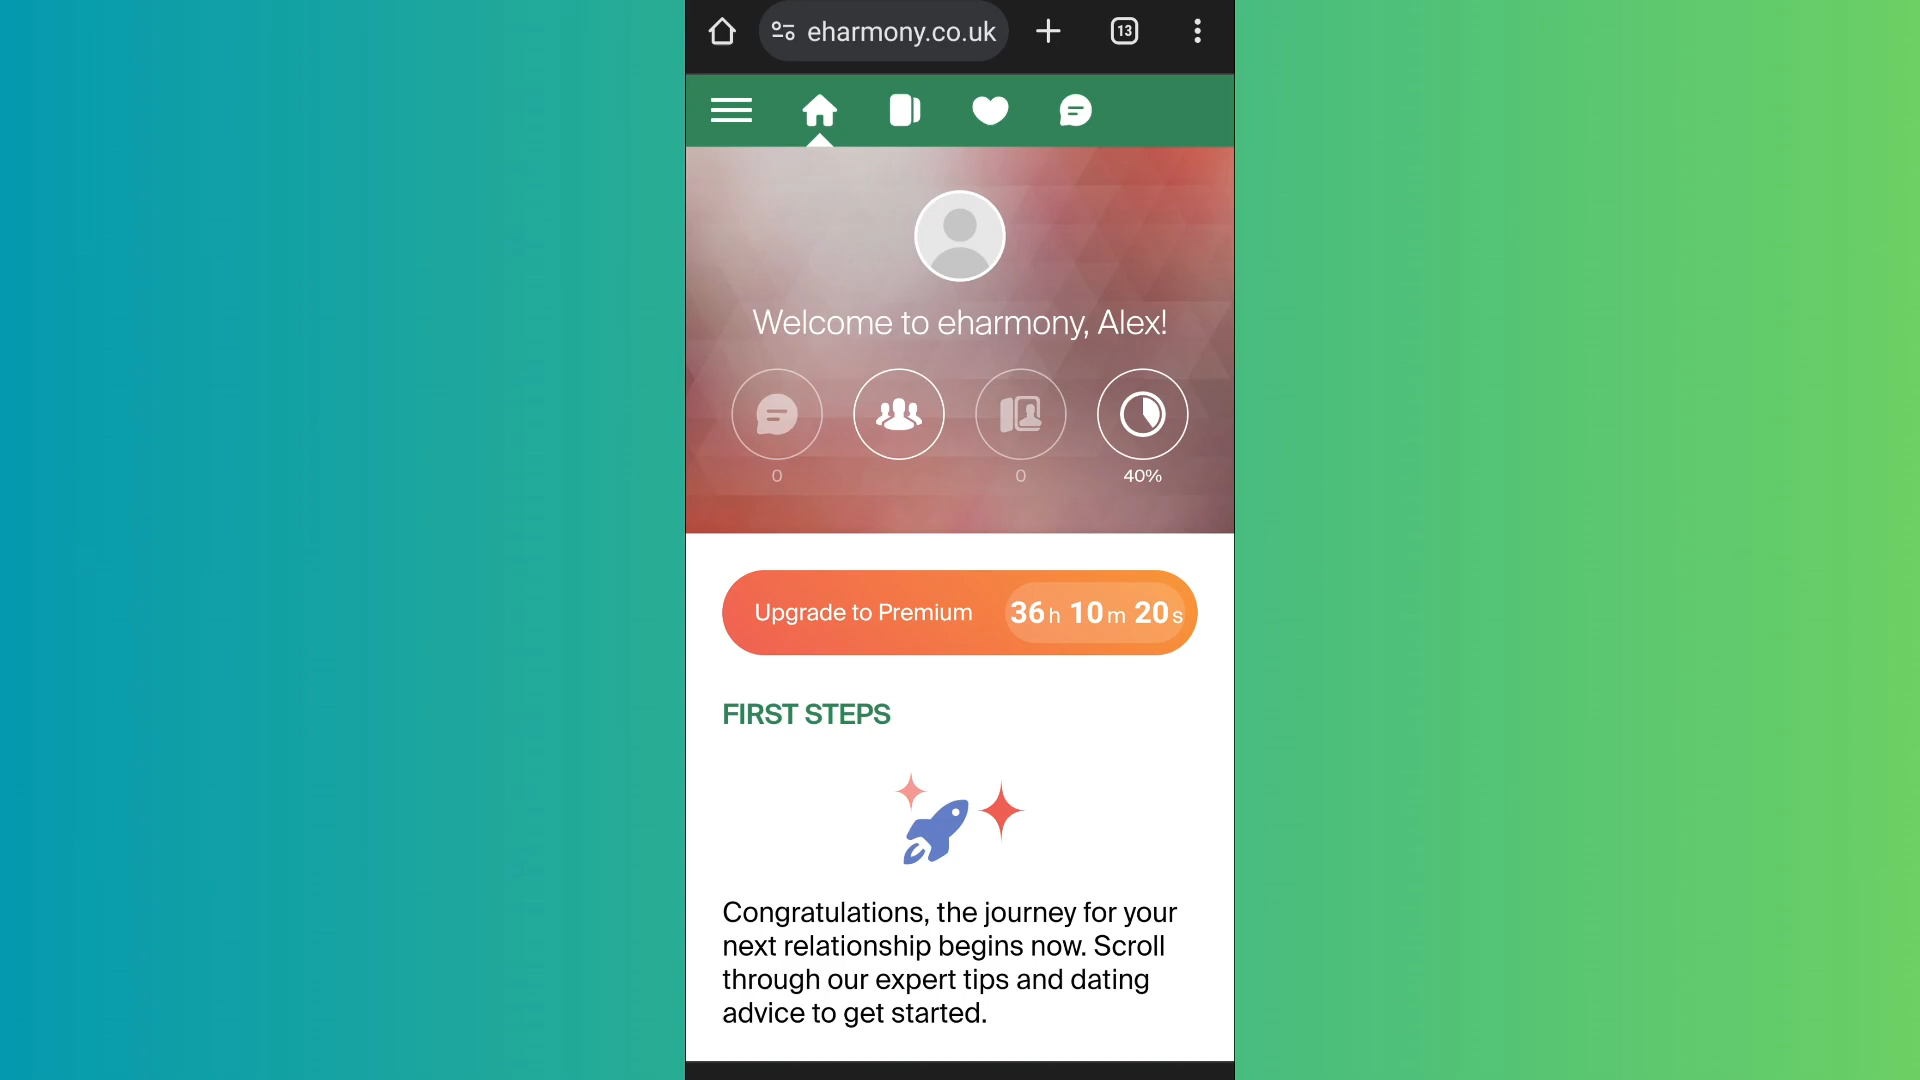 eharmony.co.uk
13
Welcome to eharmony, Alex!
0
0
40%
Upgrade to Premium 36h 10m 20s
FIRST STEPS
Congratulations, the journey for your
next relationship begins now. Scroll
through our expert tips and dating
advice to get started.